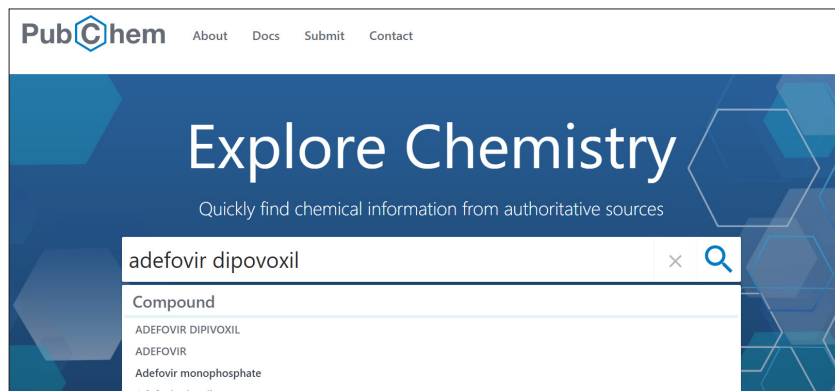 PubChem About Docs Submit Contact
Explore Chemistry
Quickly find chemical information from authoritative sources
adefovir dipovoxil
Compound
ADEFOVIR DIPIVOXIL
ADEFOVIR
Adefovir monophosphate